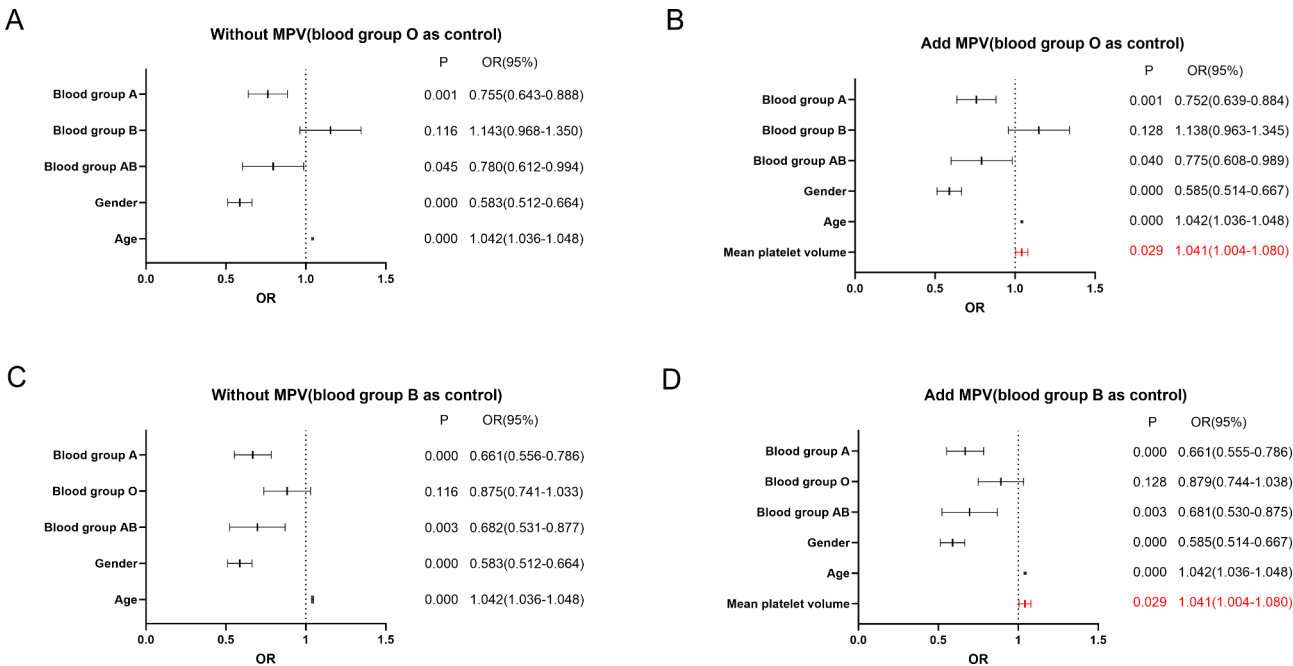 A
Without MPV(blood group O as control)
P OR(95%)
Blood group A 0.001 0.755(0.643-0.888)
Blood group B 0.116 1.143(0.968-1.350)
Blood group AB 0.045 0.780(0.612-0.994)
Gender 0.000 0.583(0.512-0.664)
Age 0.000 1.042(1.036-1.048)
0.0 0.5 1.0 1.5
OR
B
Add MPV(blood group O as control)
P OR(95%)
Blood group A 0.001 0.752(0.639-0.884)
Blood group B 0.128 1.138(0.963-1.345)
Blood group AB 0.040 0.775(0.608-0.989)
Gender 0.000 0.585(0.514-0.667)
Age 0.000 1.042(1.036-1.048)
Mean platelet volume 0.029 1.041(1.004-1.080)
0.0 0.5 1.0 1.5
OR
C
Without MPV(blood group B as control)
P OR(95%)
Blood group A 0.000 0.661(0.556-0.786)
Blood group O 0.116 0.875(0.741-1.033)
Blood group AB 0.003 0.682(0.531-0.877)
Gender 0.000 0.583(0.512-0.664)
Age 0.000 1.042(1.036-1.048)
0.0 0.5 1 1.5
OR
D
Add MPV(blood group B as control)
P OR(95%)
Blood group A 0.000 0.661(0.555-0.786)
Blood group O 0.128 0.879(0.744-1.038)
Blood group AB 0.003 0.681(0.530-0.875)
Gender 0.000 0.585(0.514-0.667)
Age 0.000 1.042(1.036-1.048)
Mean platelet volume 0.029 1.041(1.004-1.080)
0.0 0.5 1 1.5
OR